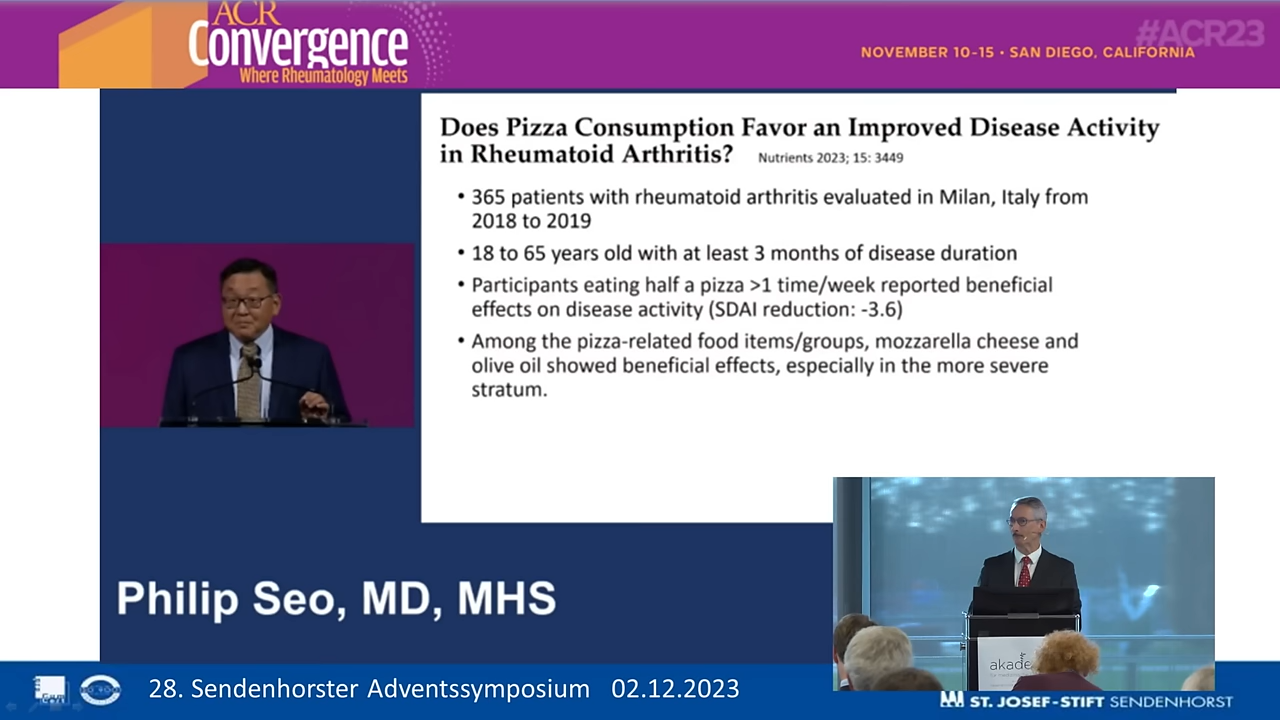 ACR
Convergence
Where Rheumatology Meets
#ACR23
NOVEMBER 10-15 • SAN DIEGO, CALIFORNIA
Does Pizza Consumption Favor an Improved Disease Activity
in Rheumatoid Arthritis? Nutrients 2023; 15: 3449
• 365 patients with rheumatoid arthritis evaluated in Milan, Italy from
2018 to 2019
• 18 to 65 years old with at least 3 months of disease duration
• Participants eating half a pizza >1 time/week reported beneficial
effects on disease activity (SDAI reduction: -3.6)
• Among the pizza-related food items/groups, mozzarella cheese and
olive oil showed beneficial effects, especially in the more severe
stratum.
Philip Seo, MD, MHS
akade
28. Sendenhorster Adventssymposium 02.12.2023
ST. JOSEF-STIFT SENDENHORST